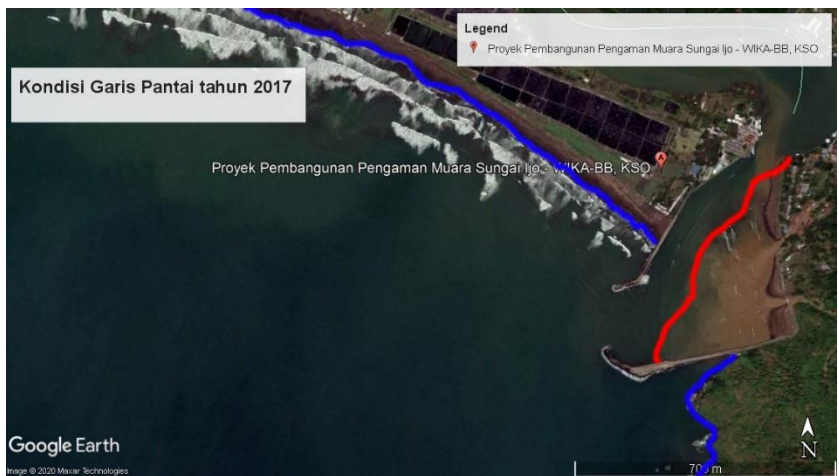 Legend
Proyek Pembangunan Pengaman Muara Sungai Ijo - WIKA-BB, KSO
Kondisi Garis Pantai tahun 2017
Proyek Pembangunan Pengaman Muara Sungai Ijo - WIKA-BB, KSO
A
N
Google Earth
Image © 2020 Maxar Technologies
700 m